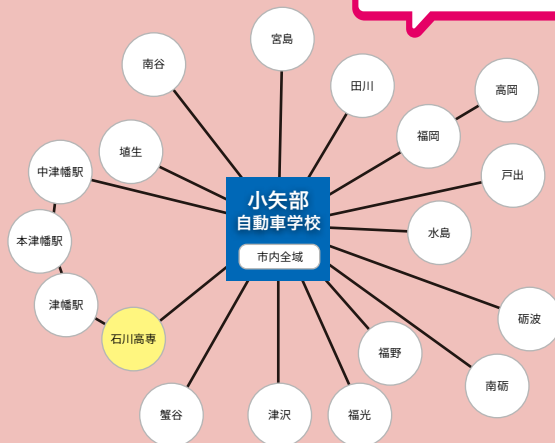 宮島
南谷
田川
高岡
福岡
埴生
中津幡駅
戸出
小矢部
自動車学校
水島
本津幡駅
市内全域
津幡駅
砺波
石川高専
福野
南砺
蟹谷
津沢
福光